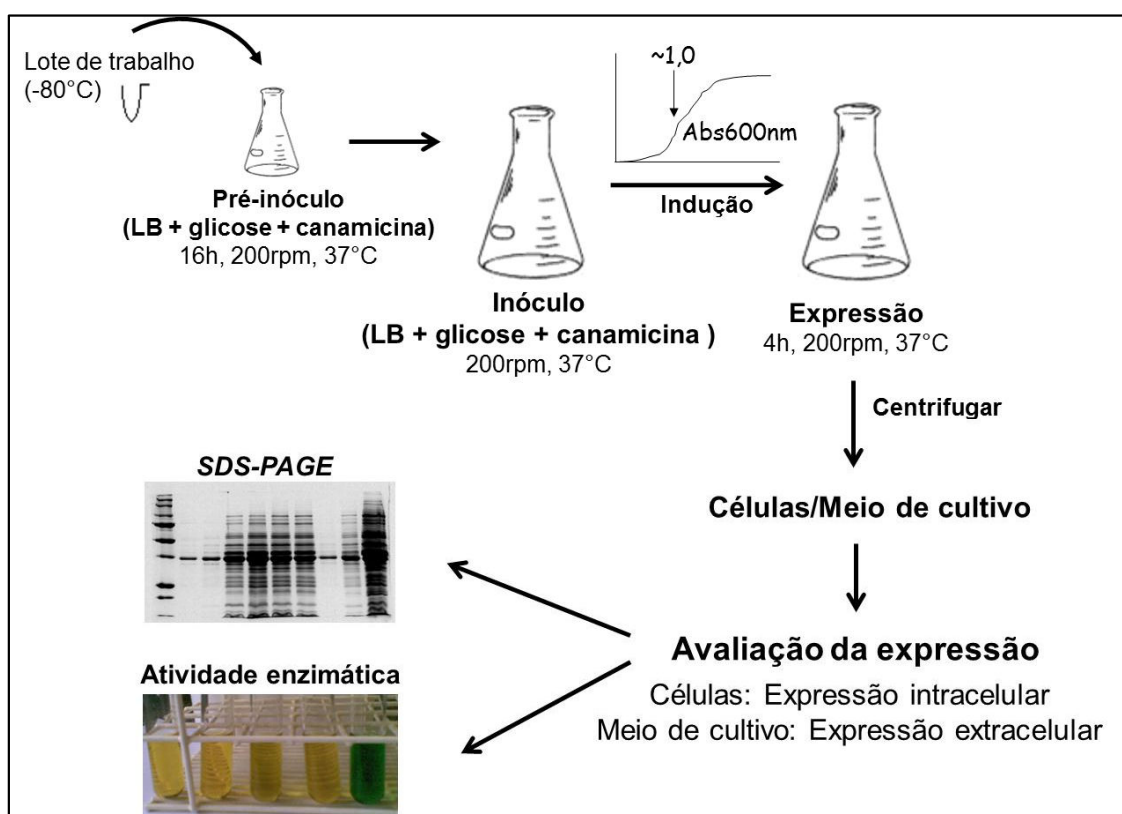 Lote de trabalho
(-80°C)
Pré-inóculo
(LB + glicose + canamicina)
16h, 200rpm, 37°C
Inóculo
(LB + glicose + canamicina )
200rpm, 37°C
~1,0
Abs600nm
Indução
Expressão
4h, 200rpm, 37°C
Centrifugar
Células/Meio de cultivo
Avaliação da expressão
Células: Expressão intracelular
Meio de cultivo: Expressão extracelular
SDS-PAGE
Atividade enzimática